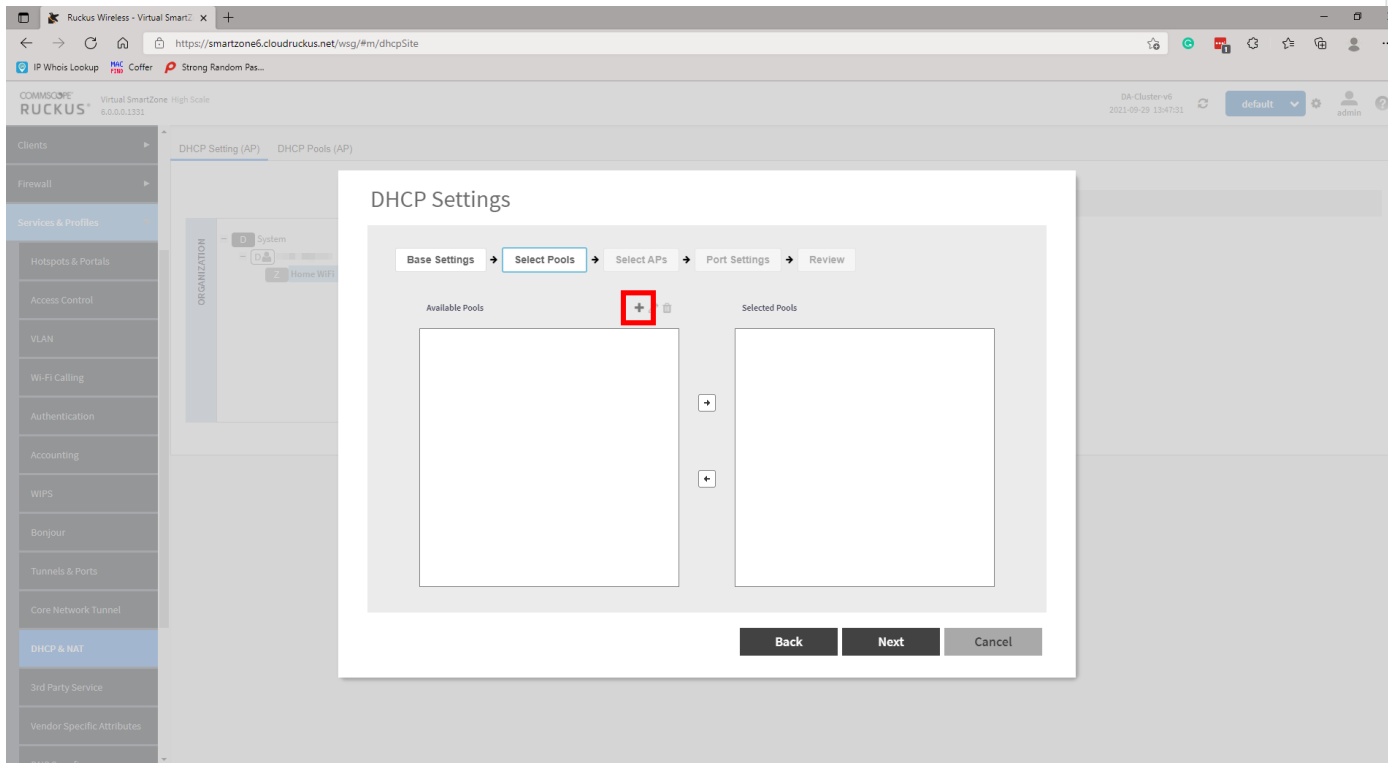 Ruckus Wireless - Virtual SmartZ
https://smartzone6.cloudruckus.net/wsg/#m/dhcpSite
IP Whois Lookup
MAC FIND
Coffer
Strong Random Pas...
COMMSCOPE
RUCKUS
Virtual SmartZone High Scale
6.0.0.0.1331
DA-Cluster-v6
2021-09-29 13:47:31
default
admin
Clients
Firewall
Services & Profiles
Hotspots & Portals
Access Control
VLAN
Wi-Fi Calling
Authentication
Accounting
WIPS
Bonjour
Tunnels & Ports
Core Network Tunnel
DHCP & NAT
3rd Party Service
Vendor Specific Attributes
DHCP Setting (AP)
DHCP Pools (AP)
ORGANIZATION
D System
D
Z Home WiFi
DHCP Settings
Base Settings → Select Pools → Select APs → Port Settings → Review
Available Pools
Selected Pools
Back
Next
Cancel